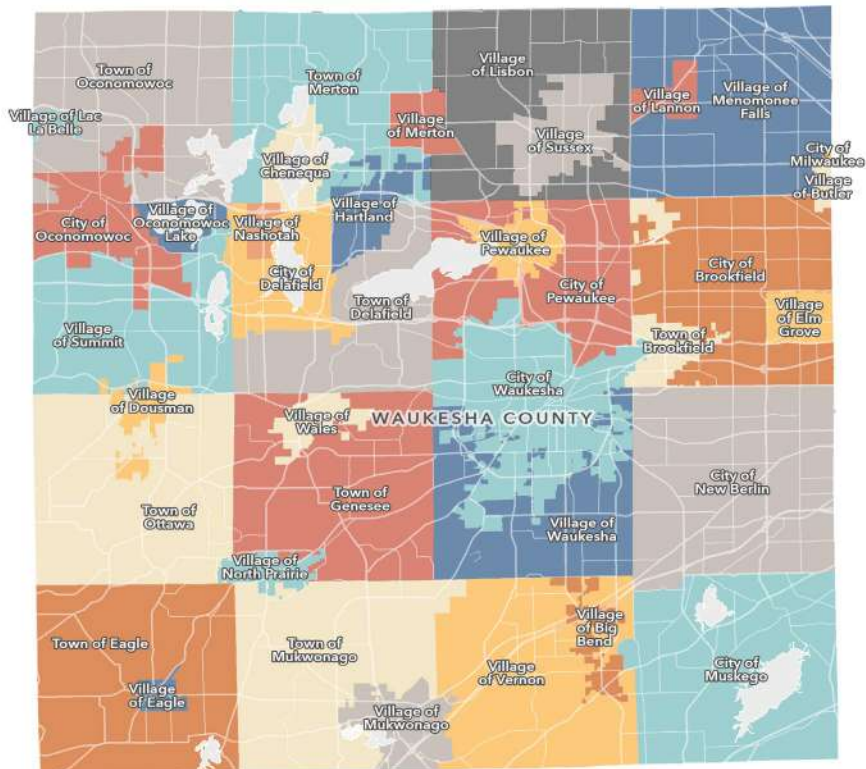 Town of
Oconomowoc
Town of
Merton
Village
of Lisbon
Village
of Lannon
Village of
Menomonee
Falls
Village of Lac
La Belle
Village
of Merton
Village
of Sussex
City of
Milwaukee
Village
of Butler
Village of
Chenequa
City of
Oconomowoc
Village of
Oconomowoc
Lake
Village of
Nashotah
Village of
Hartland
Village of
Pewaukee
City of
Delafield
Town of
Delafield
City of
Pewaukee
City of
Brookfield
Village
of Elm
Grove
Village
of Summit
Town of
Brookfield
City of
Waukesha
Village
of Dousman
Village of
Wales
WAUKESHA COUNTY
Town of
Ottawa
Town of
Genesee
City of
New Berlin
Village of
Waukesha
Village of
North Prairie
Town of Eagle
Town of
Mukwonago
Village
of Big
Bend
Village
of Vernon
City of
Muskego
Village
of Eagle
Village of
Mukwonago